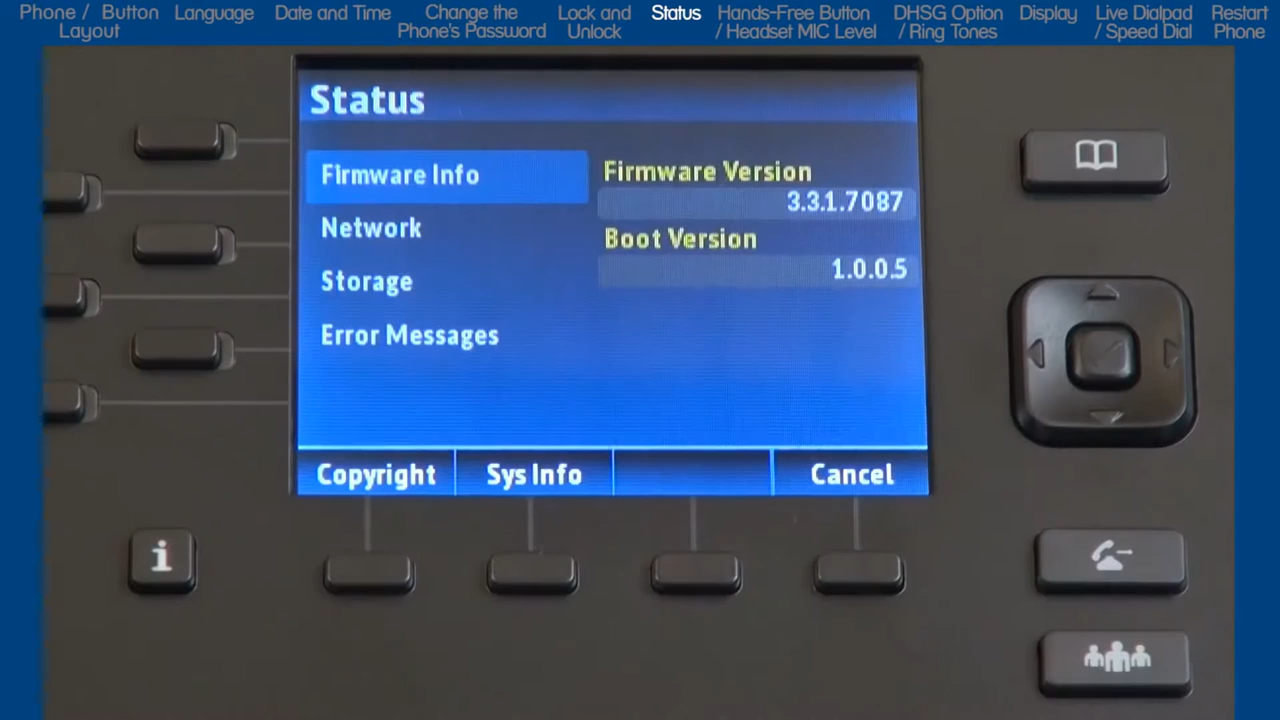 Phone / Button
Layout
Language
Date and Time
Change the
Phone's Password
Lock and
Unlock
Status
Hands-Free Button
/ Headset MIC Level
DHSG Option
/ Ring Tones
Display
Live Dialpad
/ Speed Dial
Restart
Phone
Status
Firmware Info
Network
Storage
Error Messages
Firmware Version
3.3.1.7087
Boot Version
1.0.0.5
Copyright
Sys Info
Cancel
i